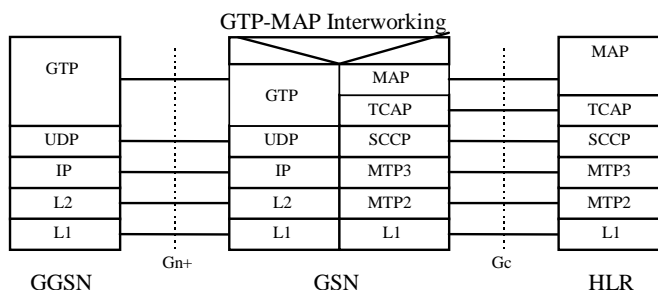 GTP-MAP Interworking
GTP
GTP
MAP
MAP
TCAP
TCAP
UDP
UDP
SCCP
SCCP
IP
IP
MTP3
MTP3
L2
L2
MTP2
MTP2
L1
L1
L1
L1
Gn+
Gc
GGSN
GSN
HLR